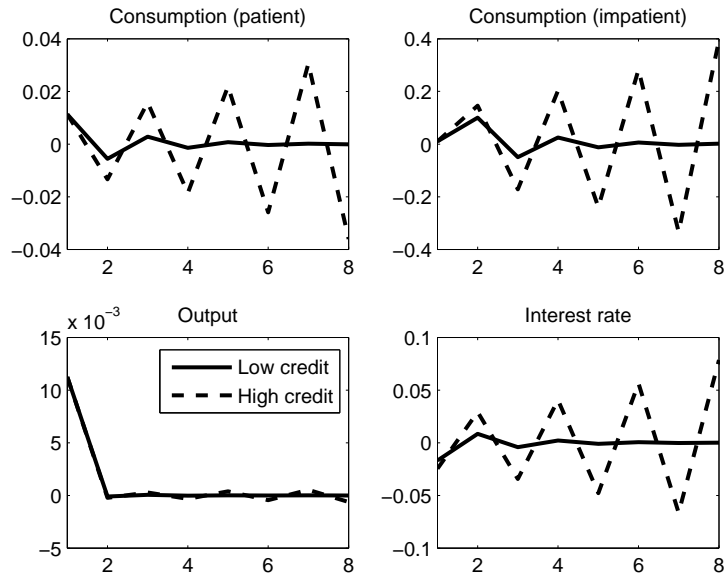 Consumption (patient)
0.04
0.02
0
−0.02
−0.04
2 4 6 8
Consumption (impatient)
0.4
0.2
0
−0.2
−0.4
2 4 6 8
Output
x 10⁻³
15
10
5
0
−5
2 4 6 8
Low credit
High credit
Interest rate
0.1
0.05
0
−0.05
−0.1
2 4 6 8